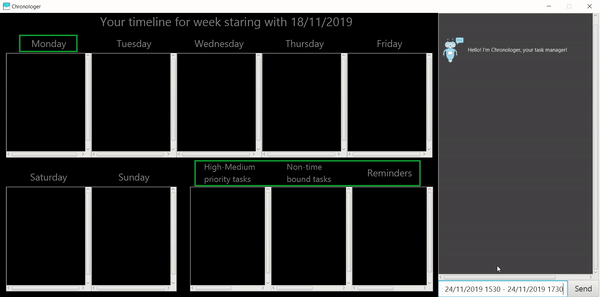 Chronologer
Your timeline for week staring with 18/11/2019
Monday
Tuesday
Wednesday
Thursday
Friday
Hello! I'm Chronologer, your task manager!
Saturday
Sunday
High-Medium
priority tasks
Non-time
bound tasks
Reminders
24/11/2019 1530 - 24/11/2019 1730
Send